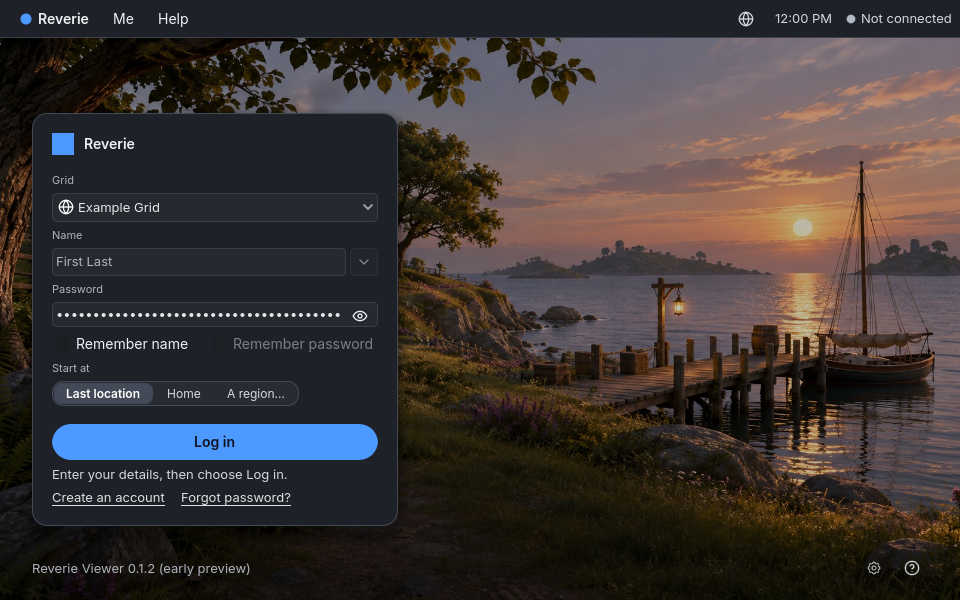 Reverie Me Help 12:00 PM Not connected
Reverie
Grid
Example Grid
Name
First Last
Password
••••••••••••••••••••••••••••••••••••••
Remember name Remember password
Start at
Last location Home A region...
Log in
Enter your details, then choose Log in.
Create an account Forgot password?
Reverie Viewer 0.1.2 (early preview)